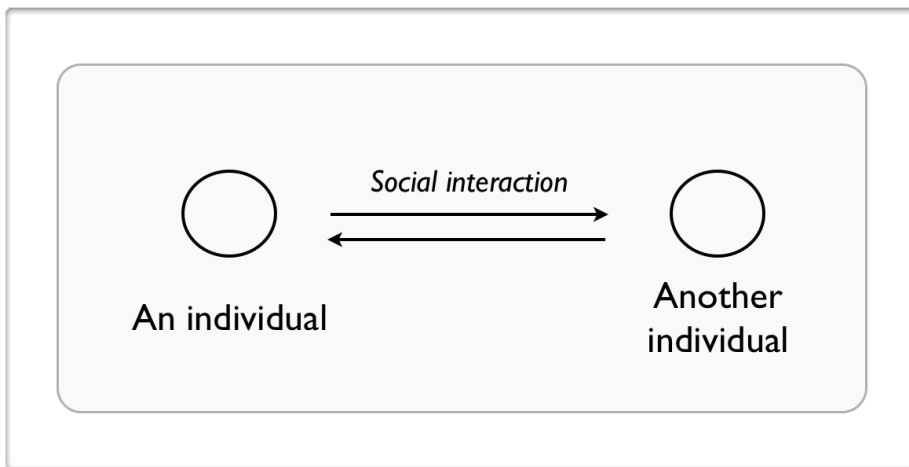 Social interaction
An individual
Another
individual